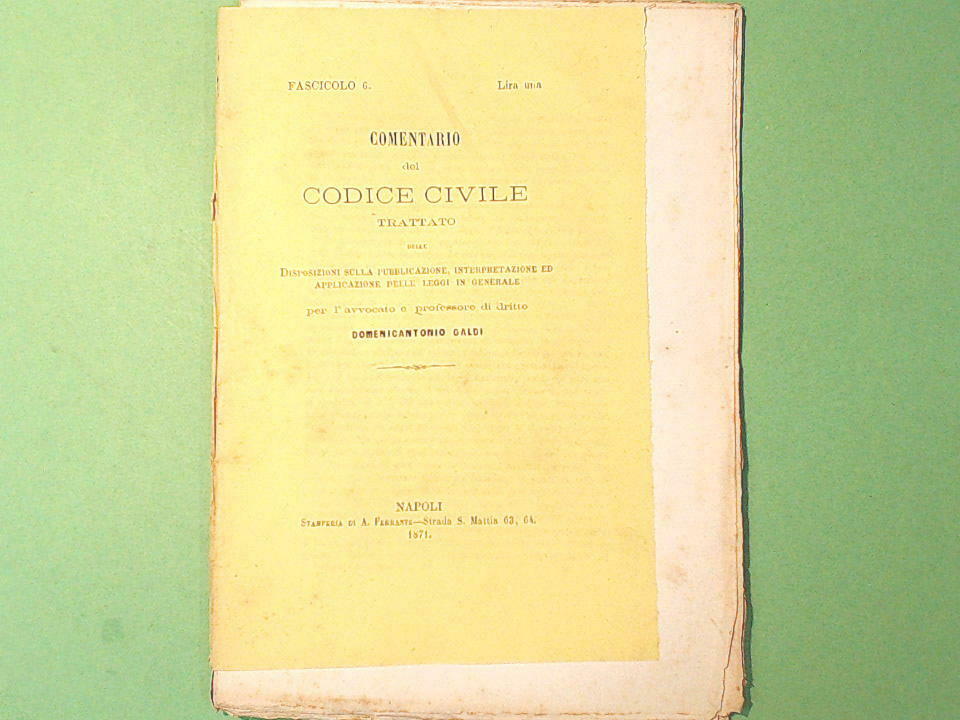 FASCICOLO 6. Lira una
COMENTARIO
del
CODICE CIVILE
TRATTATO
DELLE
DISPOSIZIONI SULLA PUBBLICAZIONE, INTERPRETAZIONE ED
APPLICAZIONE DELLE LEGGI IN GENERALE
per l'avvocato e professore di dritto
DOMENICANTONIO GALDI
NAPOLI
STAMPERIA DI A. FERRANTE—Strada S. Mattia 63, 64.
1871.